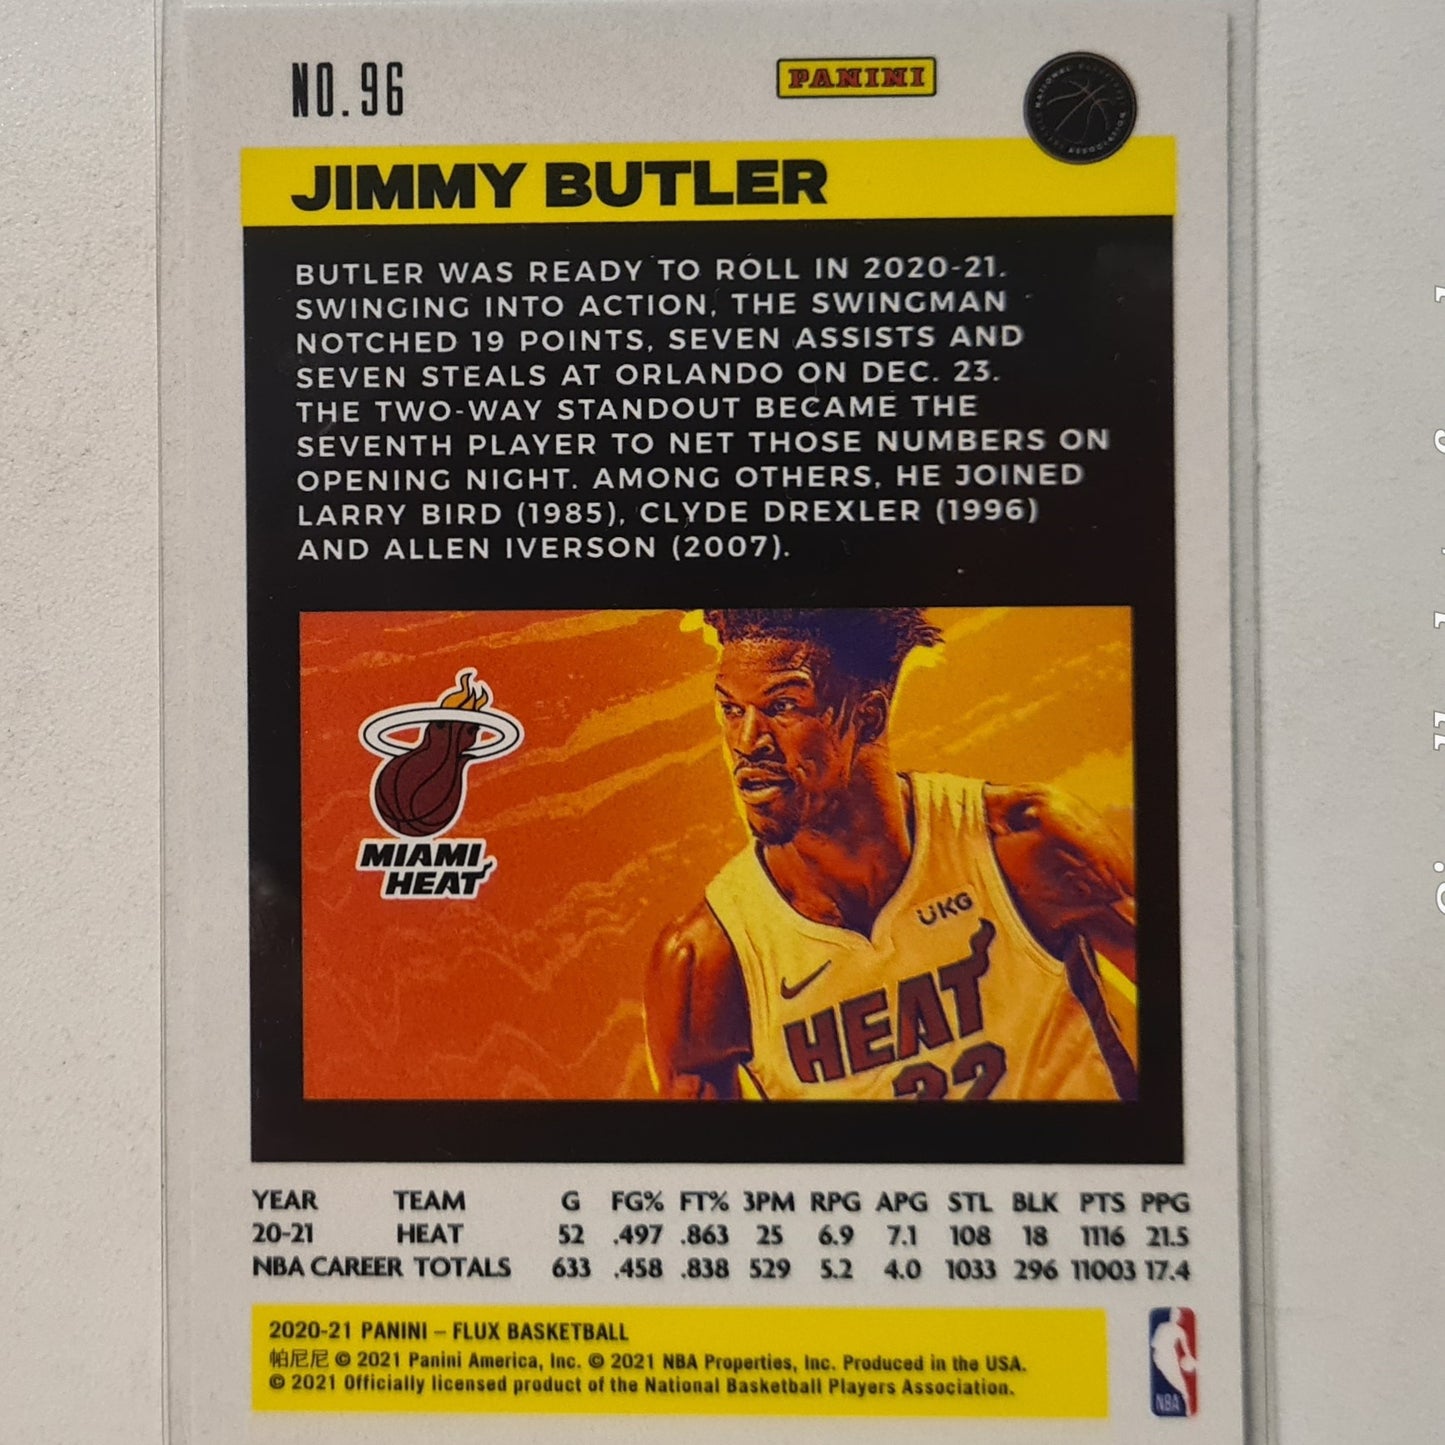 NO.96
PANINI
NATIONAL BASKETBALL
PLAYERS ASSOCIATION
JIMMY BUTLER
BUTLER WAS READY TO ROLL IN 2020-21.
SWINGING INTO ACTION, THE SWINGMAN
NOTCHED 19 POINTS, SEVEN ASSISTS AND
SEVEN STEALS AT ORLANDO ON DEC. 23.
THE TWO-WAY STANDOUT BECAME THE
SEVENTH PLAYER TO NET THOSE NUMBERS ON
OPENING NIGHT. AMONG OTHERS, HE JOINED
LARRY BIRD (1985), CLYDE DREXLER (1996)
AND ALLEN IVERSON (2007).
MIAMI
HEAT
UKG
HEAT
22
YEAR TEAM G FG% FT% 3PM RPG APG STL BLK PTS PPG
20-21 HEAT 52 .497 .863 25 6.9 7.1 108 18 1116 21.5
NBA CAREER TOTALS 633 .458 .838 529 5.2 4.0 1033 296 11003 17.4
2020-21 PANINI – FLUX BASKETBALL
帕尼尼 © 2021 Panini America, Inc. © 2021 NBA Properties, Inc. Produced in the USA.
© 2021 Officially licensed product of the National Basketball Players Association.
NBA